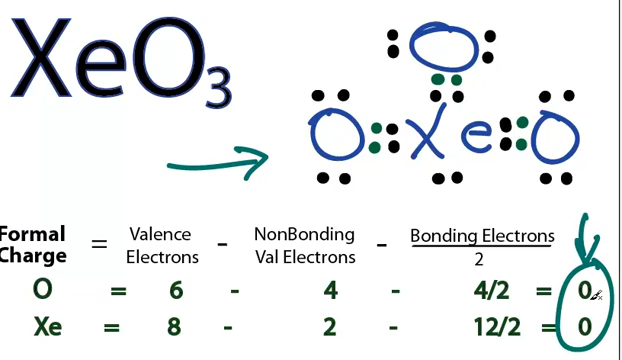 XeO3
O
O Xe O
Formal Charge = Valence Electrons - NonBonding Val Electrons - Bonding Electrons / 2
O = 6 - 4 - 4/2 = 0
Xe = 8 - 2 - 12/2 = 0